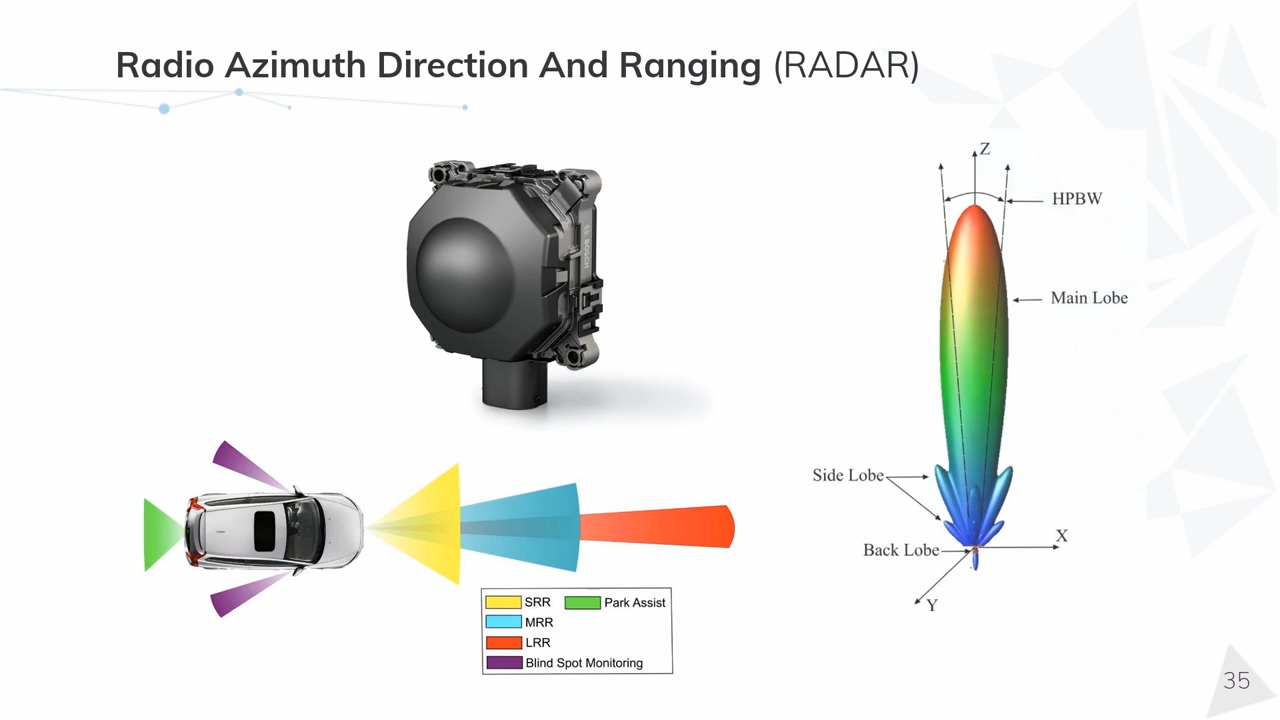 Radio Azimuth Direction And Ranging (RADAR)
BOSCH
Z
HPBW
Main Lobe
Side Lobe
Back Lobe
X
Y
SRR
Park Assist
MRR
LRR
Blind Spot Monitoring
35